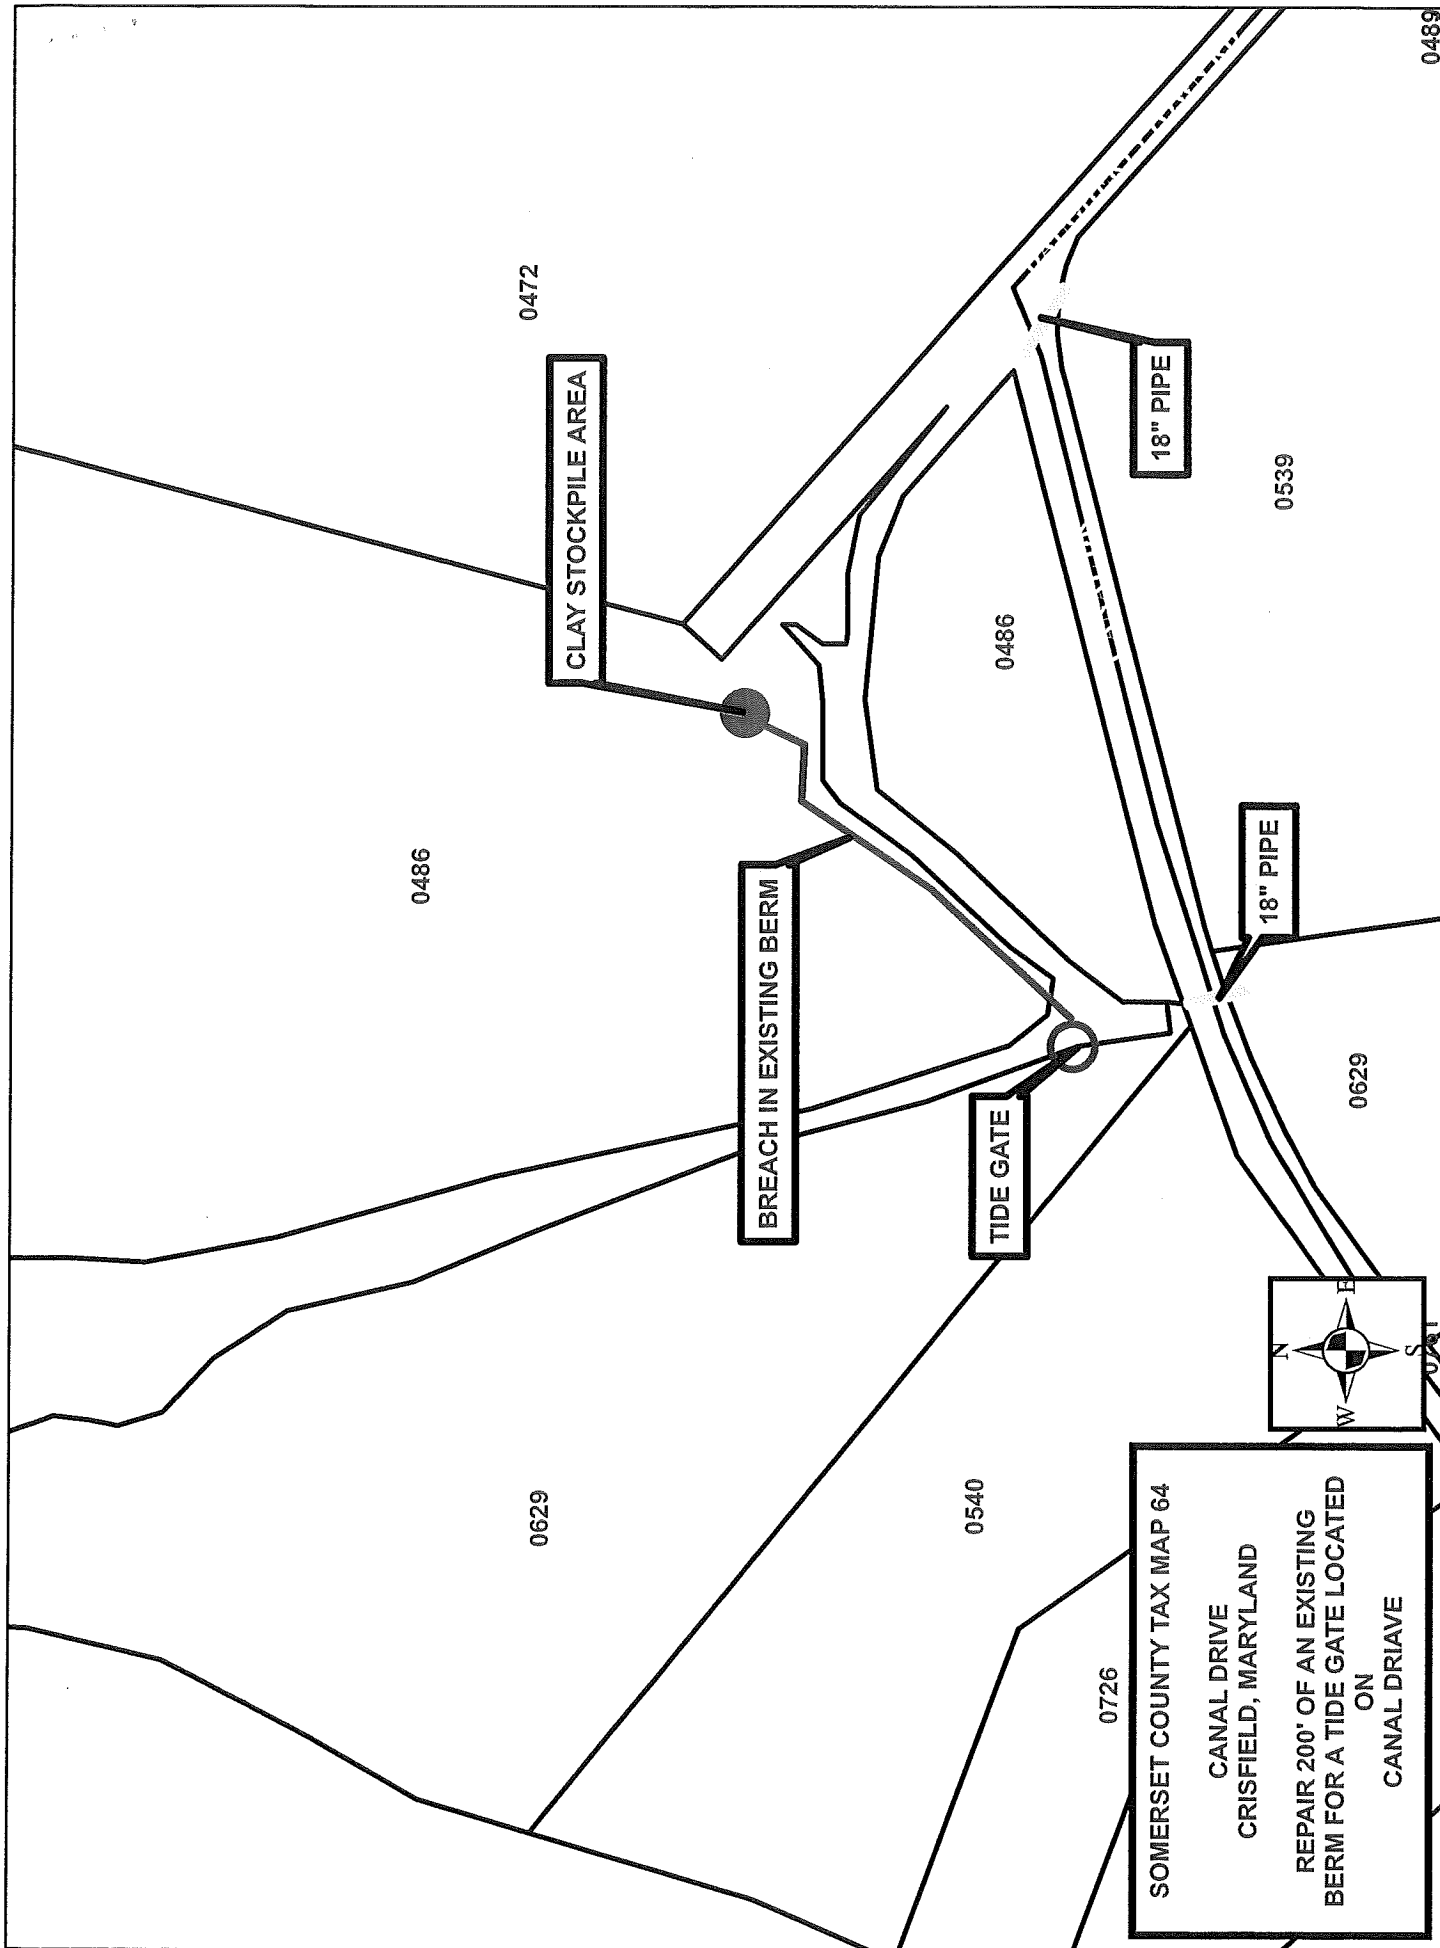 0489
0472
CLAY STOCKPILE AREA
18" PIPE
0539
0486
0486
BREACH IN EXISTING BERM
18" PIPE
TIDE GATE
0629
0629
0540
0726
N
W
E
S
SOMERSET COUNTY TAX MAP 64
CANAL DRIVE
CRISFIELD, MARYLAND
REPAIR 200' OF AN EXISTING
BERM FOR A TIDE GATE LOCATED
ON
CANAL DRIAVE